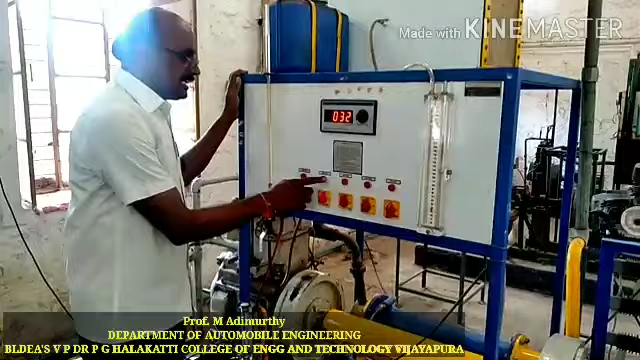 Made with KINEMASTER
032
Prof. M Adimurthy
DEPARTMENT OF AUTOMOBILE ENGINEERING
BLDEA'S V P DR P G HALAKATTI COLLEGE OF ENGG AND TECHNOLOGY VIJAYAPURA